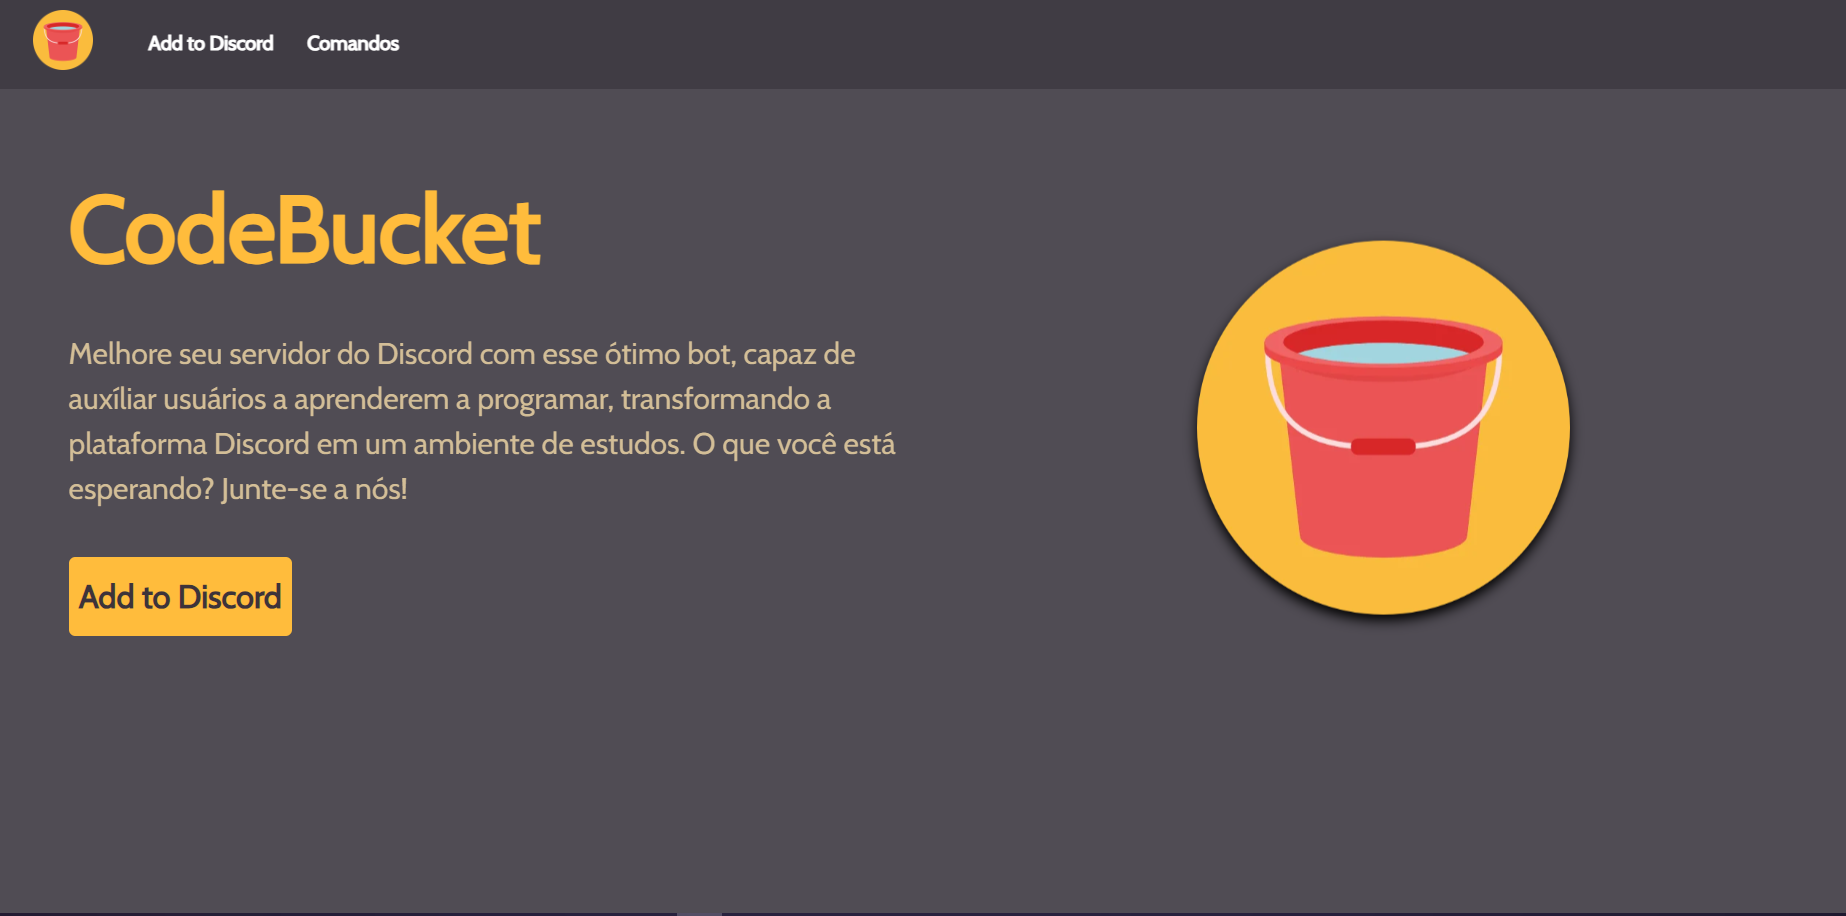 Add to Discord
Comandos
CodeBucket
Melhore seu servidor do Discord com esse ótimo bot, capaz de
auxíliar usuários a aprenderem a programar, transformando a
plataforma Discord em um ambiente de estudos. O que você está
esperando? Junte-se a nós!
Add to Discord